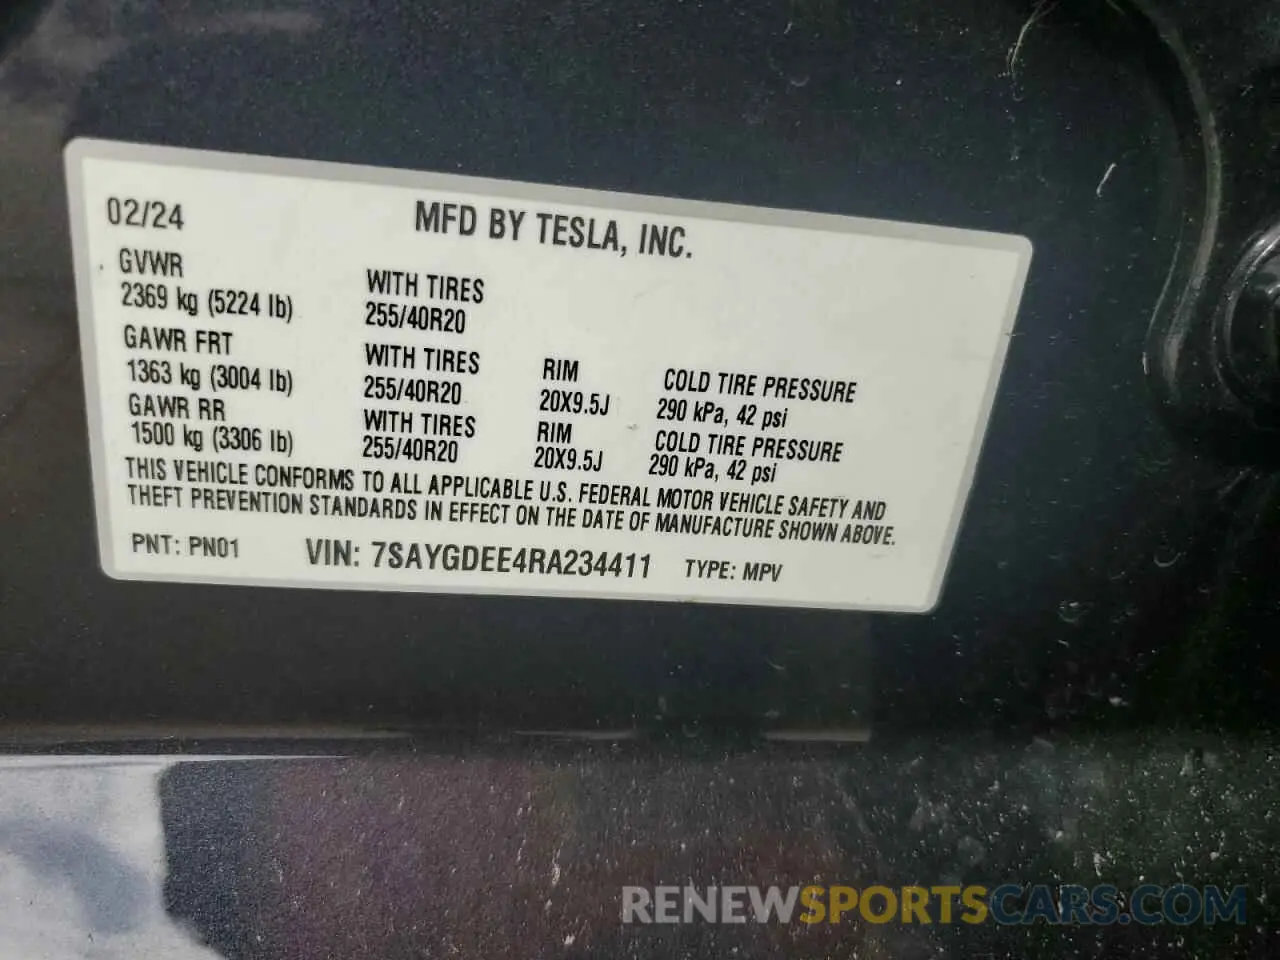 02/24
MFD BY TESLA, INC.
GVWR
2369 kg (5224 lb)
WITH TIRES
255/40R20
GAWR FRT
1363 kg (3004 lb)
WITH TIRES
255/40R20
RIM
20X9.5J
COLD TIRE PRESSURE
290 kPa, 42 psi
GAWR RR
1500 kg (3306 lb)
WITH TIRES
255/40R20
RIM
20X9.5J
COLD TIRE PRESSURE
290 kPa, 42 psi
THIS VEHICLE CONFORMS TO ALL APPLICABLE U.S. FEDERAL MOTOR VEHICLE SAFETY AND
THEFT PREVENTION STANDARDS IN EFFECT ON THE DATE OF MANUFACTURE SHOWN ABOVE.
PNT: PN01 VIN: 7SAYGDEE4RA234411 TYPE: MPV
RENEWSPORTSCARS.COM